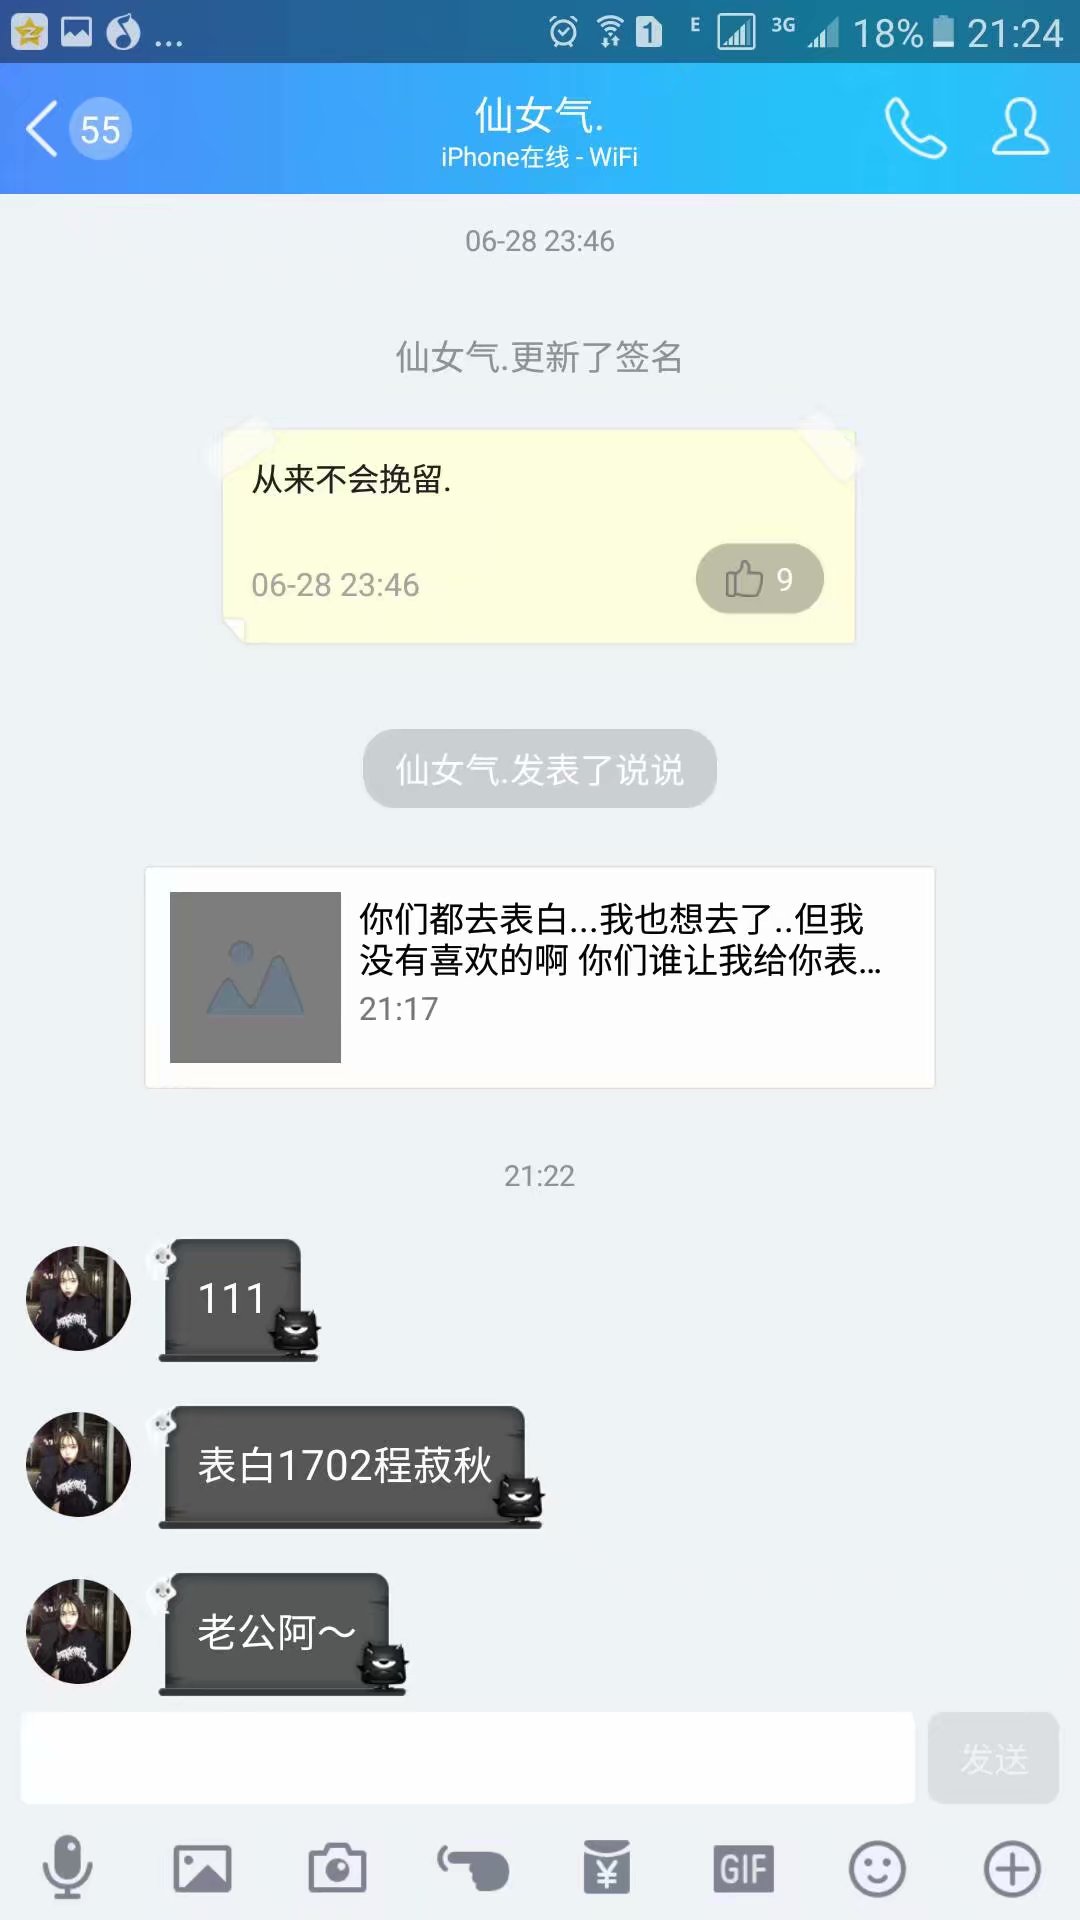 ... 1 E 3G 18% 21:24
55
仙女气.
iPhone在线 - WiFi
06-28 23:46
仙女气.更新了签名
从来不会挽留.
06-28 23:46
9
仙女气.发表了说说
你们都去表白...我也想去了..但我
没有喜欢的啊 你们谁让我给你表...
21:17
21:22
111
表白1702程菽秋
老公阿～
发送
GIF